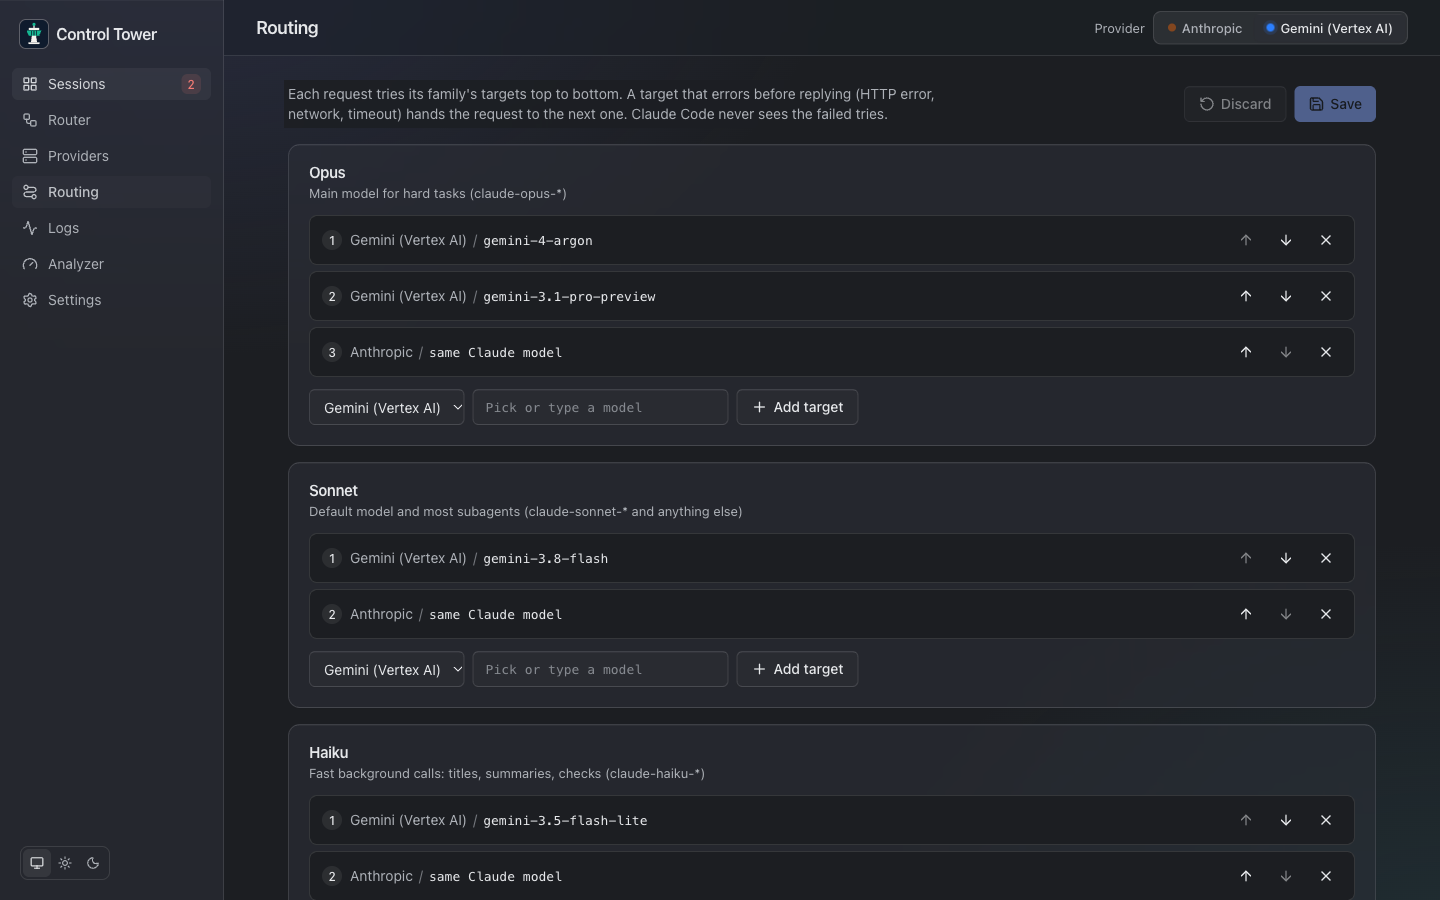 Control Tower
Sessions 2
Router
Providers
Routing
Logs
Analyzer
Settings
Routing
Provider Anthropic Gemini (Vertex AI)
Each request tries its family's targets top to bottom. A target that errors before replying (HTTP error,
network, timeout) hands the request to the next one. Claude Code never sees the failed tries.
Discard Save
Opus
Main model for hard tasks (claude-opus-*)
1 Gemini (Vertex AI) / gemini-4-argon
2 Gemini (Vertex AI) / gemini-3.1-pro-preview
3 Anthropic / same Claude model
Gemini (Vertex AI) Pick or type a model Add target
Sonnet
Default model and most subagents (claude-sonnet-* and anything else)
1 Gemini (Vertex AI) / gemini-3.8-flash
2 Anthropic / same Claude model
Gemini (Vertex AI) Pick or type a model Add target
Haiku
Fast background calls: titles, summaries, checks (claude-haiku-*)
1 Gemini (Vertex AI) / gemini-3.5-flash-lite
2 Anthropic / same Claude model